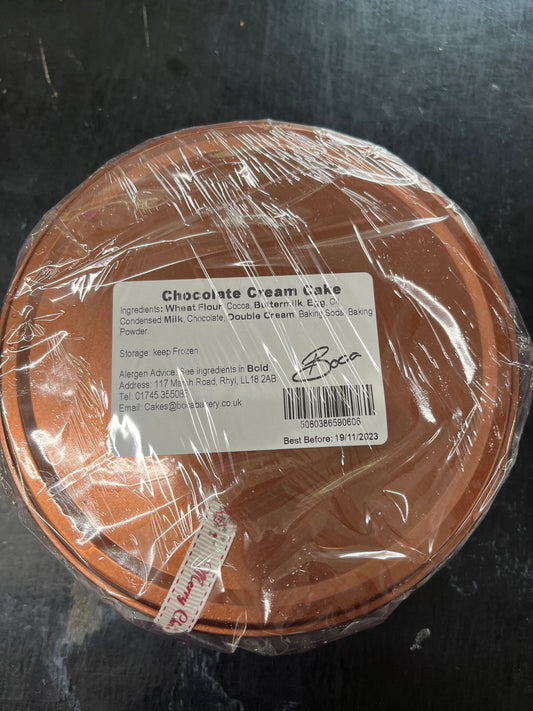 Chocolate Cream Cake
Ingredients: Wheat Flour, Cocoa, Buttermilk, Egg, Oil,
Condensed Milk, Chocolate, Double Cream, Baking Soda, Baking
Powder.
Storage: keep Frozen
Alergen Advice: See ingredients in Bold
Address: 117 Marsh Road, Rhyl, LL18 2AB
Tel: 01745 355085
Email: Cakes@bociabakery.co.uk
Bocia
5060386590606
Best Before: 19/11/2023
Merry